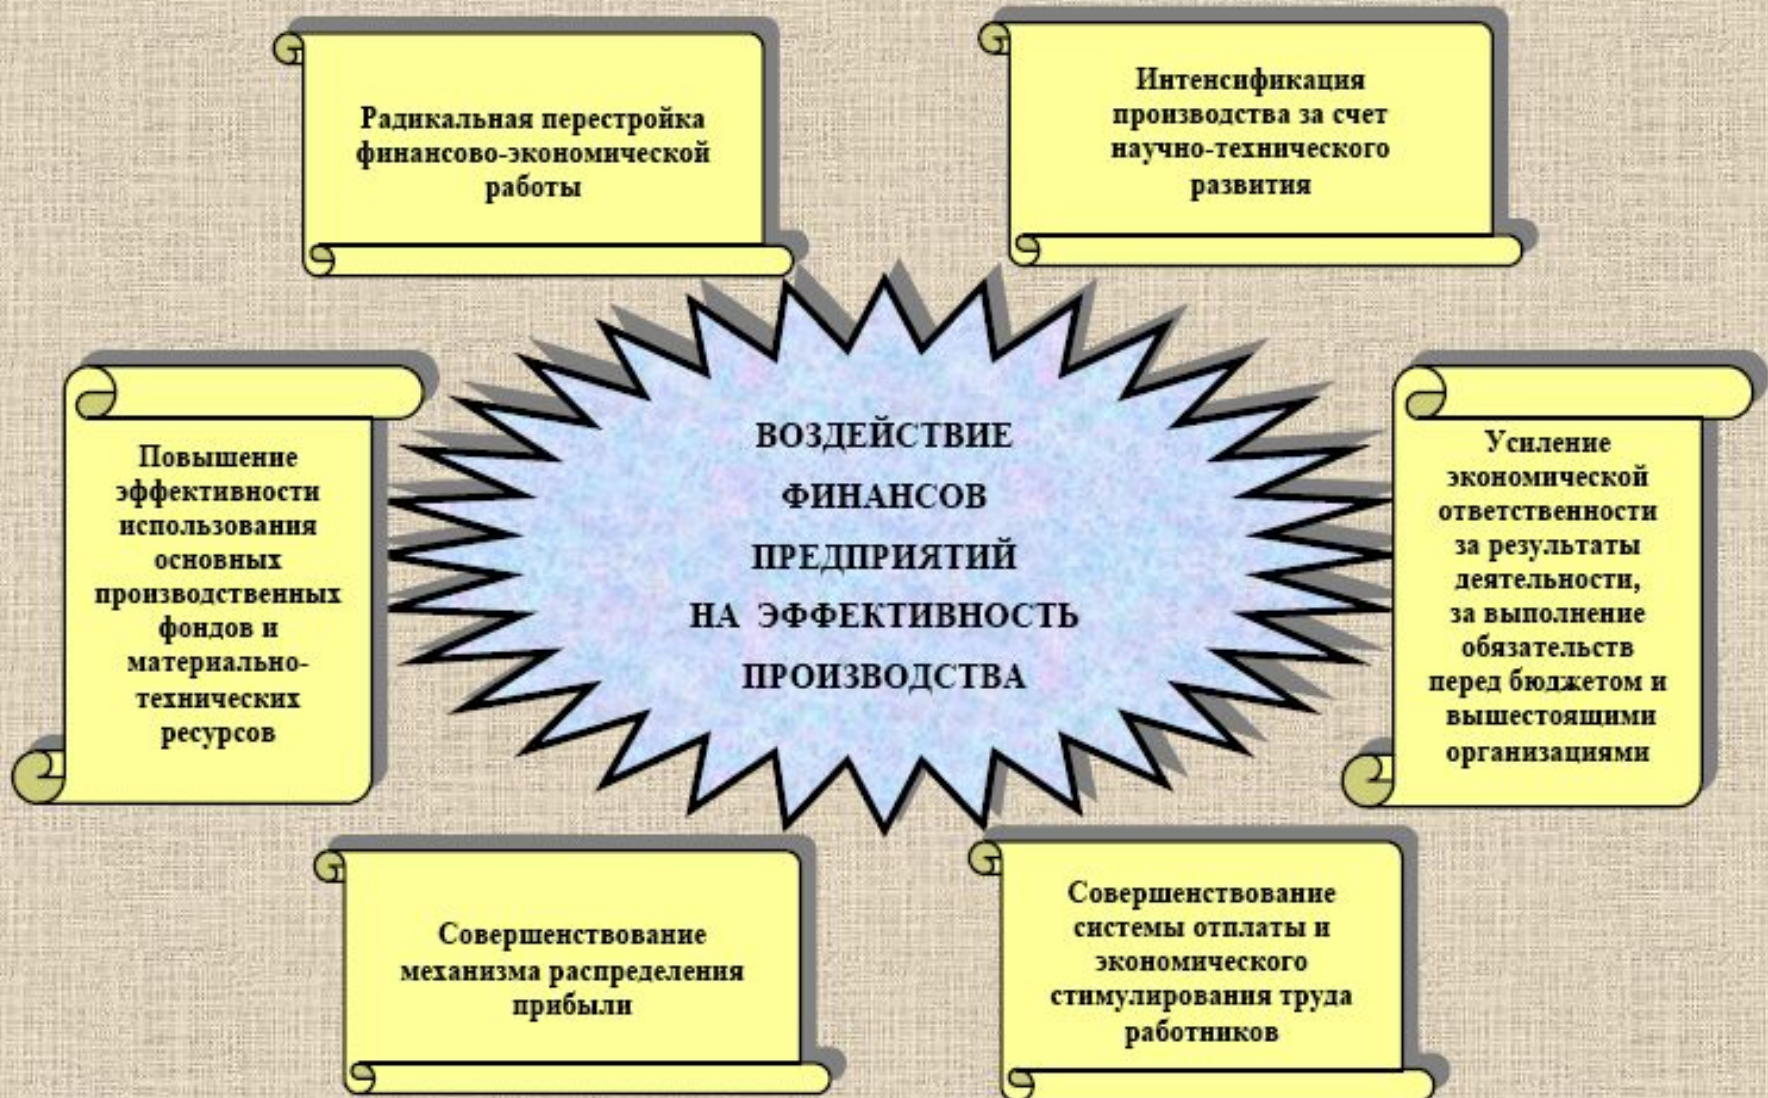 Радикальная перестройка
финансово-экономической
работы
Интенсификация
производства за счет
научно-технического
развития
Повышение
эффективности
использования
основных
производственных
фондов и
материально-
технических
ресурсов
ВОЗДЕЙСТВИЕ
ФИНАНСОВ
ПРЕДПРИЯТИЙ
НА ЭФФЕКТИВНОСТЬ
ПРОИЗВОДСТВА
Усиление
экономической
ответственности
за результаты
деятельности,
за выполнение
обязательств
перед бюджетом и
вышестоящими
организациями
Совершенствование
механизма распределения
прибыли
Совершенствование
системы отплаты и
экономического
стимулирования труда
работников